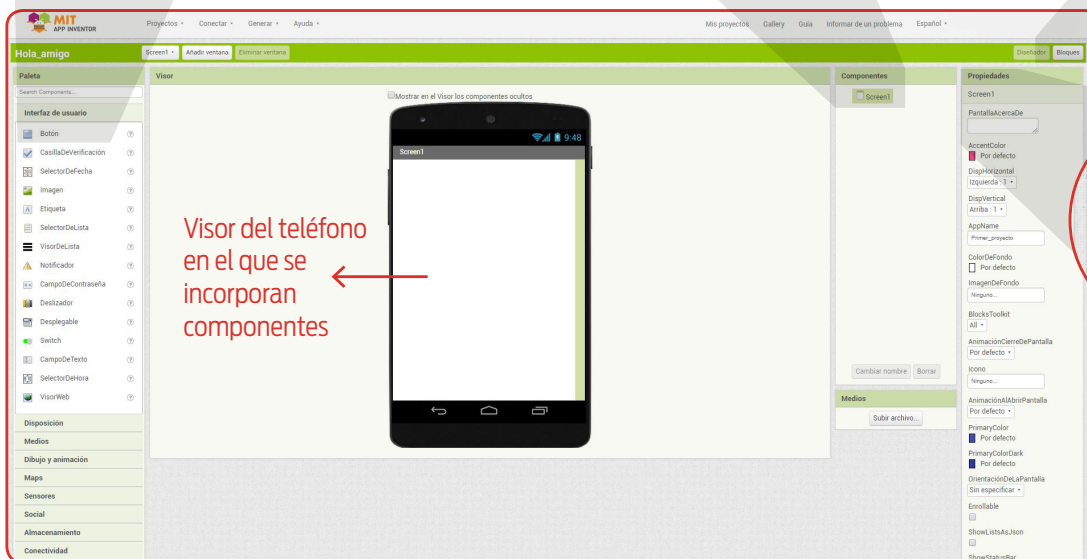 MIT
APP INVENTOR
Proyectos
Conectar
Generar
Ayuda
Mis proyectos
Gallery
Guía
Informar de un problema
Español
Hola_amigo
Screen1
Añadir ventana
Eliminar ventana
Diseñador
Bloques
Paleta
Search Components...
Interfaz de usuario
Botón
CasillaDeVerificación
SelectorDeFecha
Imagen
Etiqueta
SelectorDeLista
VisorDeLista
Notificador
CampoDeContraseña
Deslizador
Desplegable
Switch
CampoDeTexto
SelectorDeHora
VisorWeb
Disposición
Medios
Dibujo y animación
Maps
Sensores
Social
Almacenamiento
Conectividad
Visor
Mostrar en el Visor los componentes ocultos
9:48
Screen1
Visor del teléfono
en el que se
incorporan
componentes
Componentes
Screen1
Cambiar nombre
Borrar
Medios
Subir archivo...
Propiedades
Screen1
PantallaAcercaDe
AccentColor
Por defecto
DispHorizontal
Izquierda : 1
DispVertical
Arriba : 1
AppName
Primer_proyecto
ColorDeFondo
Por defecto
ImagenDeFondo
Ninguno...
BlocksToolkit
All
AnimaciónCierreDePantalla
Por defecto
Icono
Ninguno...
AnimaciónAlAbrirPantalla
Por defecto
PrimaryColor
Por defecto
PrimaryColorDark
Por defecto
OrientaciónDeLaPantalla
Sin especificar
Enrollable
ShowListsAsJson
ShowStatusBar